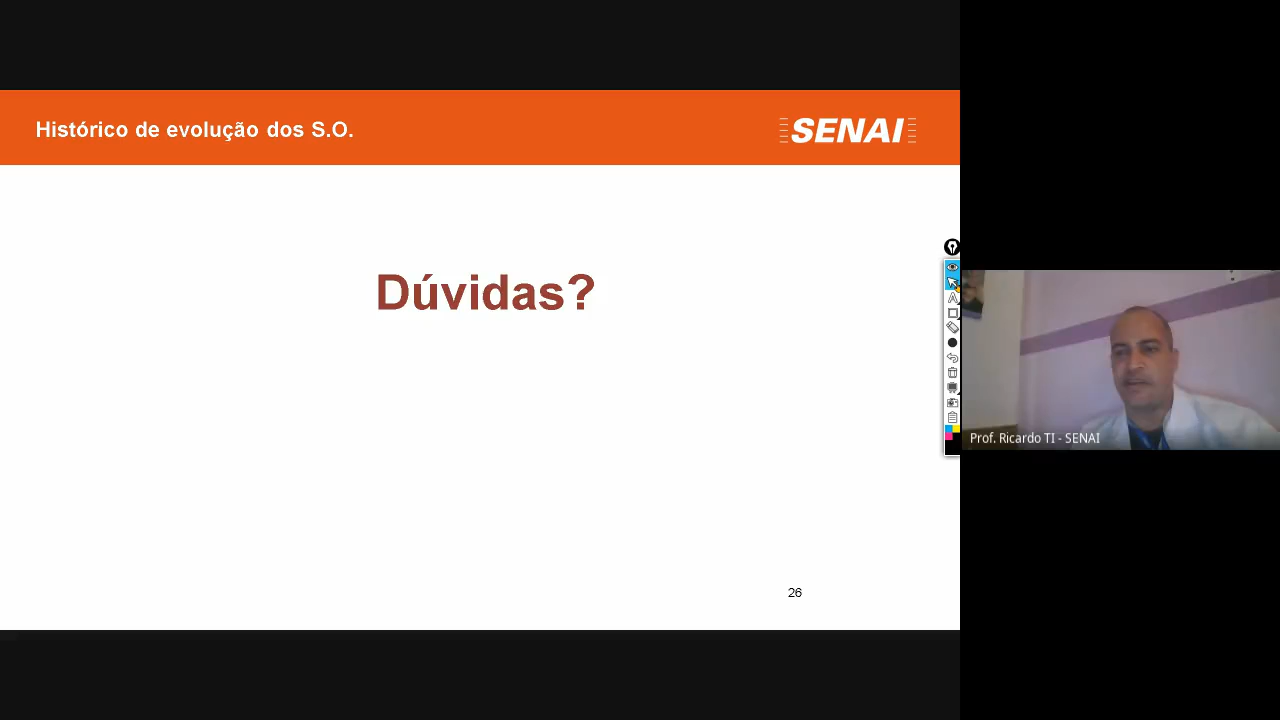 Histórico de evolução dos S.O.
SENAI
Dúvidas?
Prof. Ricardo TI - SENAI
26